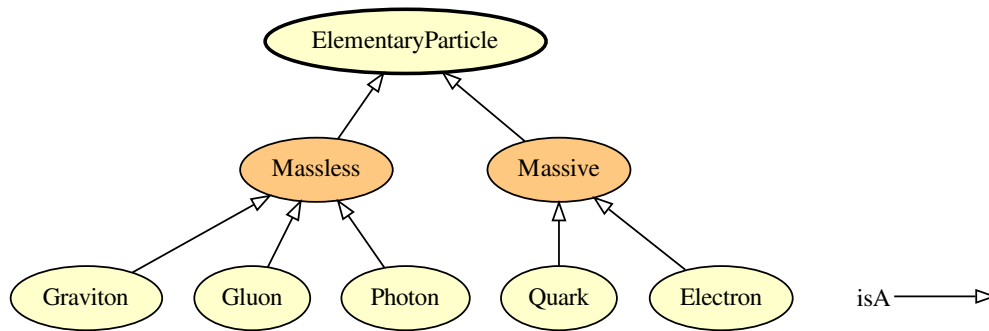 ElementaryParticle
Massless Massive
Graviton Gluon Photon Quark Electron isA